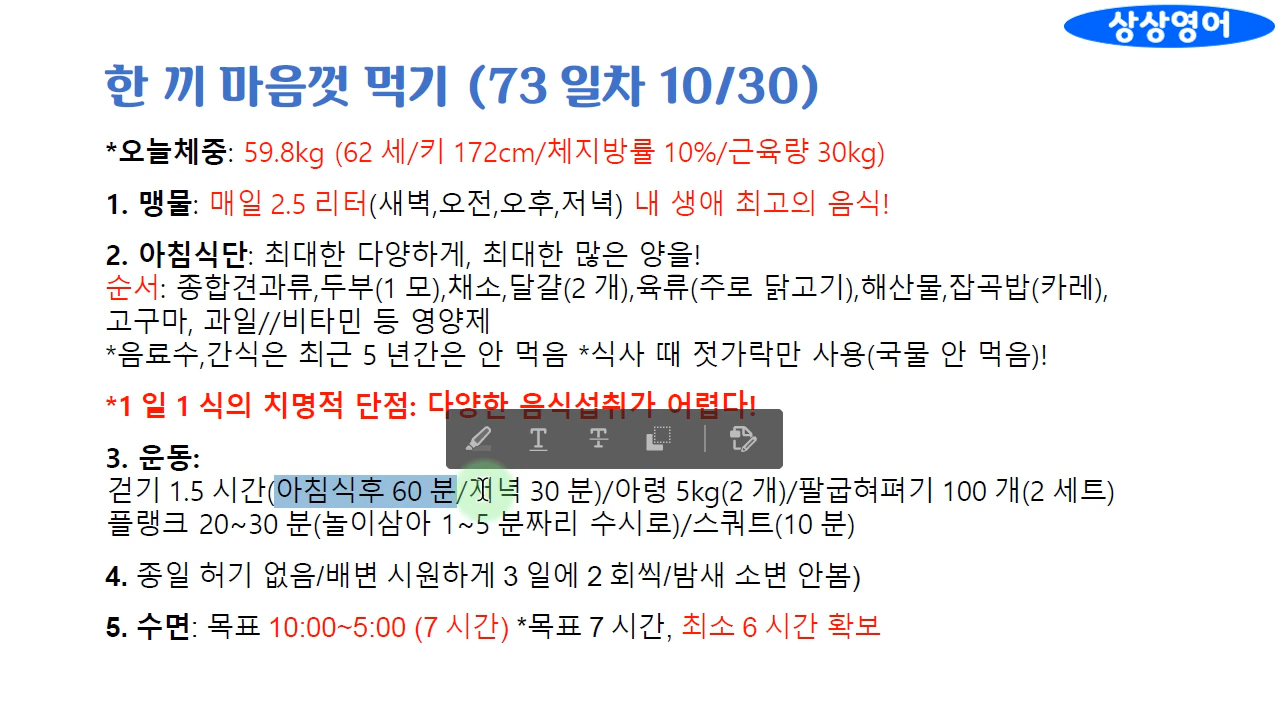 상상영어
한 끼 마음껏 먹기 (73 일차 10/30)
*오늘체중: 59.8kg (62 세/키 172cm/체지방률 10%/근육량 30kg)
1. 맹물: 매일 2.5 리터(새벽,오전,오후,저녁) 내 생애 최고의 음식!
2. 아침식단: 최대한 다양하게, 최대한 많은 양을!
순서: 종합견과류,두부(1 모),채소,달걀(2 개),육류(주로 닭고기),해산물,잡곡밥(카레),
고구마, 과일//비타민 등 영양제
*음료수,간식은 최근 5 년간은 안 먹음 *식사 때 젓가락만 사용(국물 안 먹음)!
*1 일 1 식의 치명적 단점: 다양한 음식섭취가 어렵다!
3. 운동:
걷기 1.5 시간(아침식후 60 분/저녁 30 분)/아령 5kg(2 개)/팔굽혀펴기 100 개(2 세트)
플랭크 20~30 분(놀이삼아 1~5 분짜리 수시로)/스쿼트(10 분)
4. 종일 허기 없음/배변 시원하게 3 일에 2 회씩/밤새 소변 안봄)
5. 수면: 목표 10:00~5:00 (7 시간) *목표 7 시간, 최소 6 시간 확보